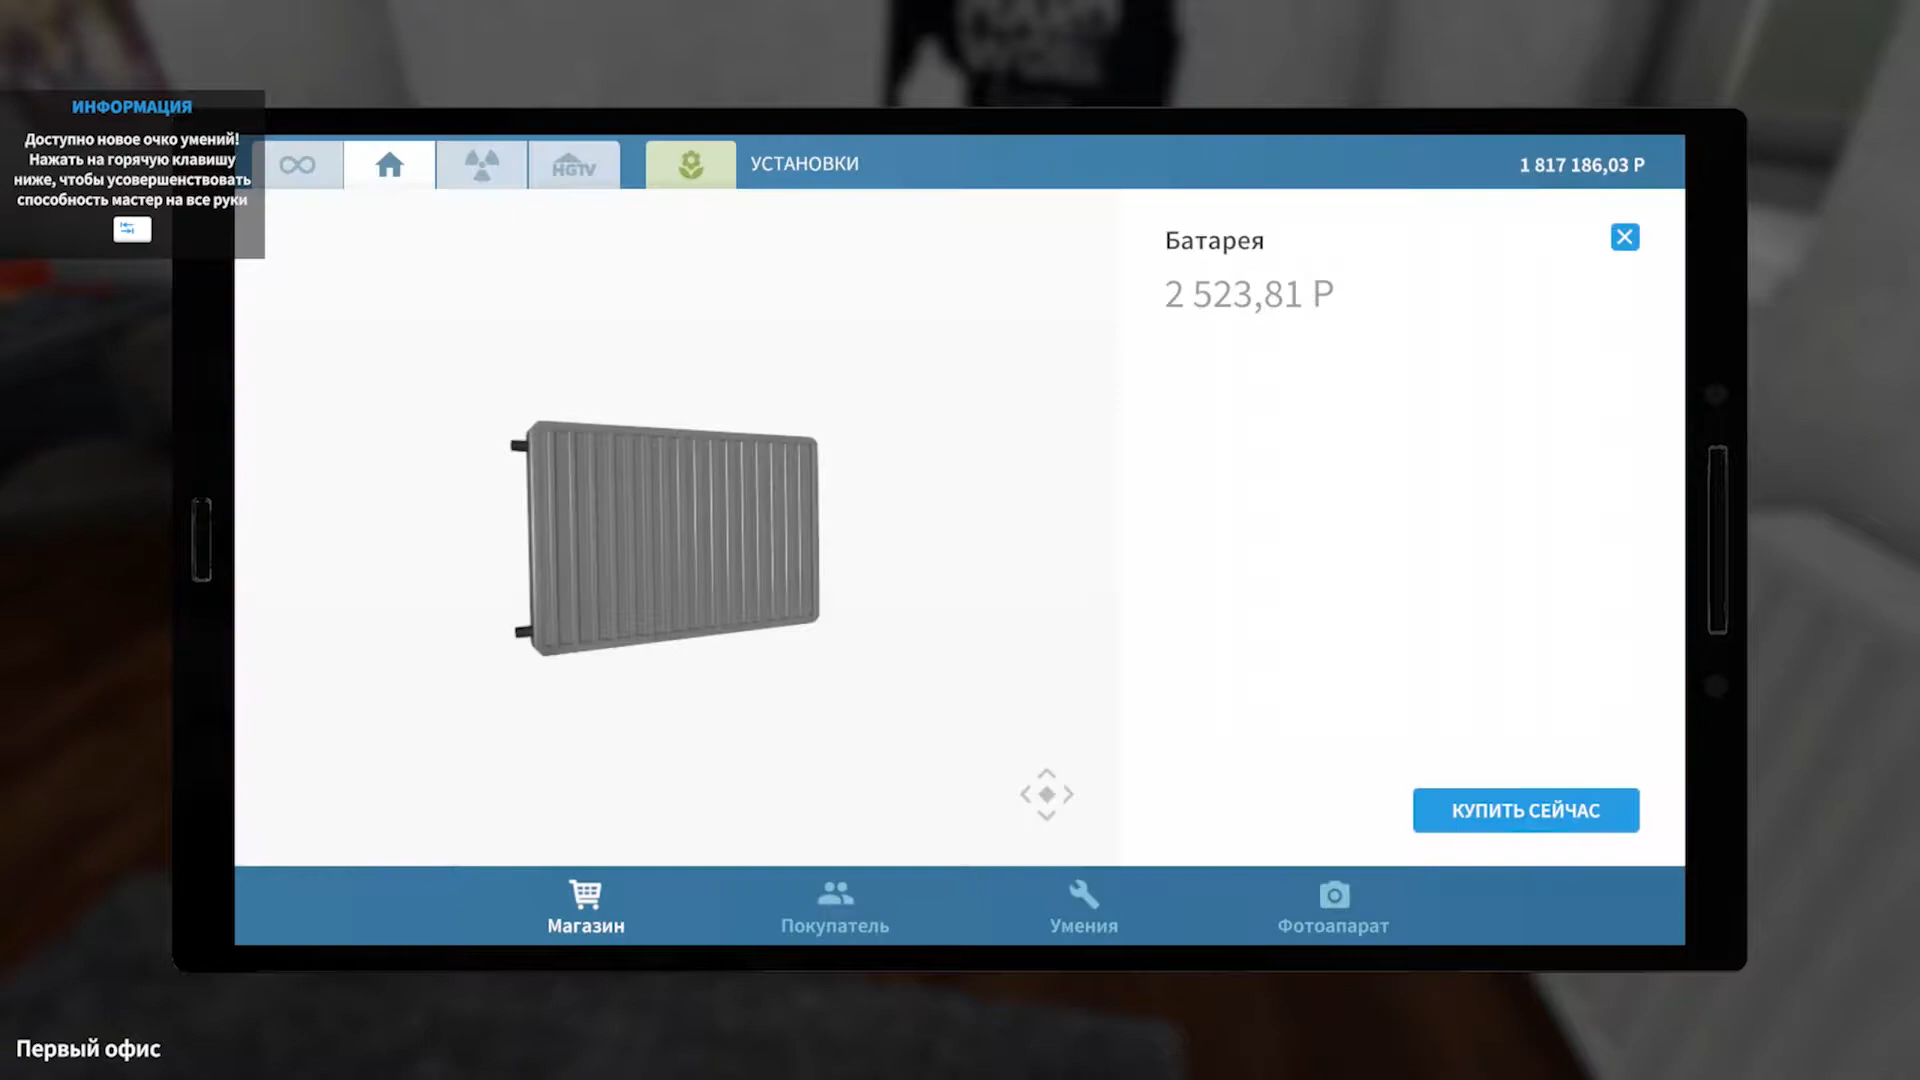 ИНФОРМАЦИЯ
Доступно новое очко умений!
Нажать на горячую клавишу
ниже, чтобы усовершенствовать
способность мастер на все руки
HGTV
УСТАНОВКИ
1 817 186,03 Р
Батарея
2 523,81 Р
КУПИТЬ СЕЙЧАС
Магазин
Покупатель
Умения
Фотоапарат
Первый офис